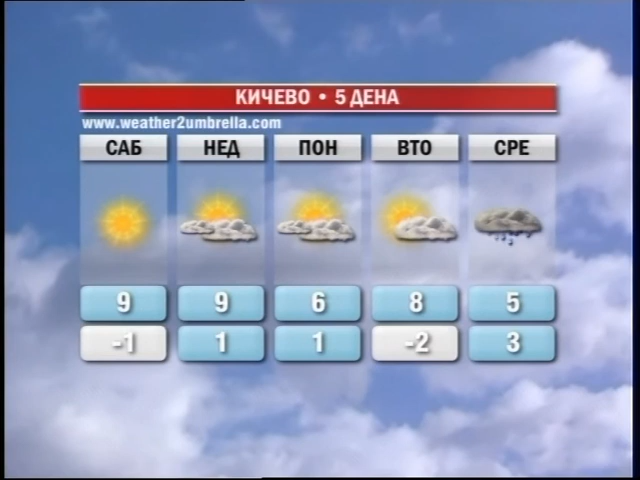 КИЧЕВО • 5 ДЕНА
www.weather2umbrella.com
САБ НЕД ПОН ВТО СРЕ
9 9 6 8 5
-1 1 1 -2 3